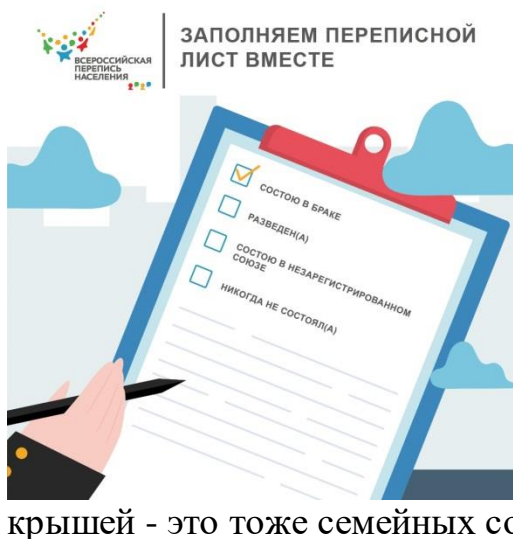 ВСЕРОССИЙСКАЯ
ПЕРЕПИСЬ
НАСЕЛЕНИЯ
2020
ЗАПОЛНЯЕМ ПЕРЕПИСНОЙ
ЛИСТ ВМЕСТЕ
СОСТОЮ В БРАКЕ
РАЗВЕДЕН(А)
СОСТОЮ В НЕЗАРЕГИСТРИРОВАННОМ
СОЮЗЕ
НИКОГДА НЕ СОСТОЯЛ(А)
крышей - это тоже семейных со